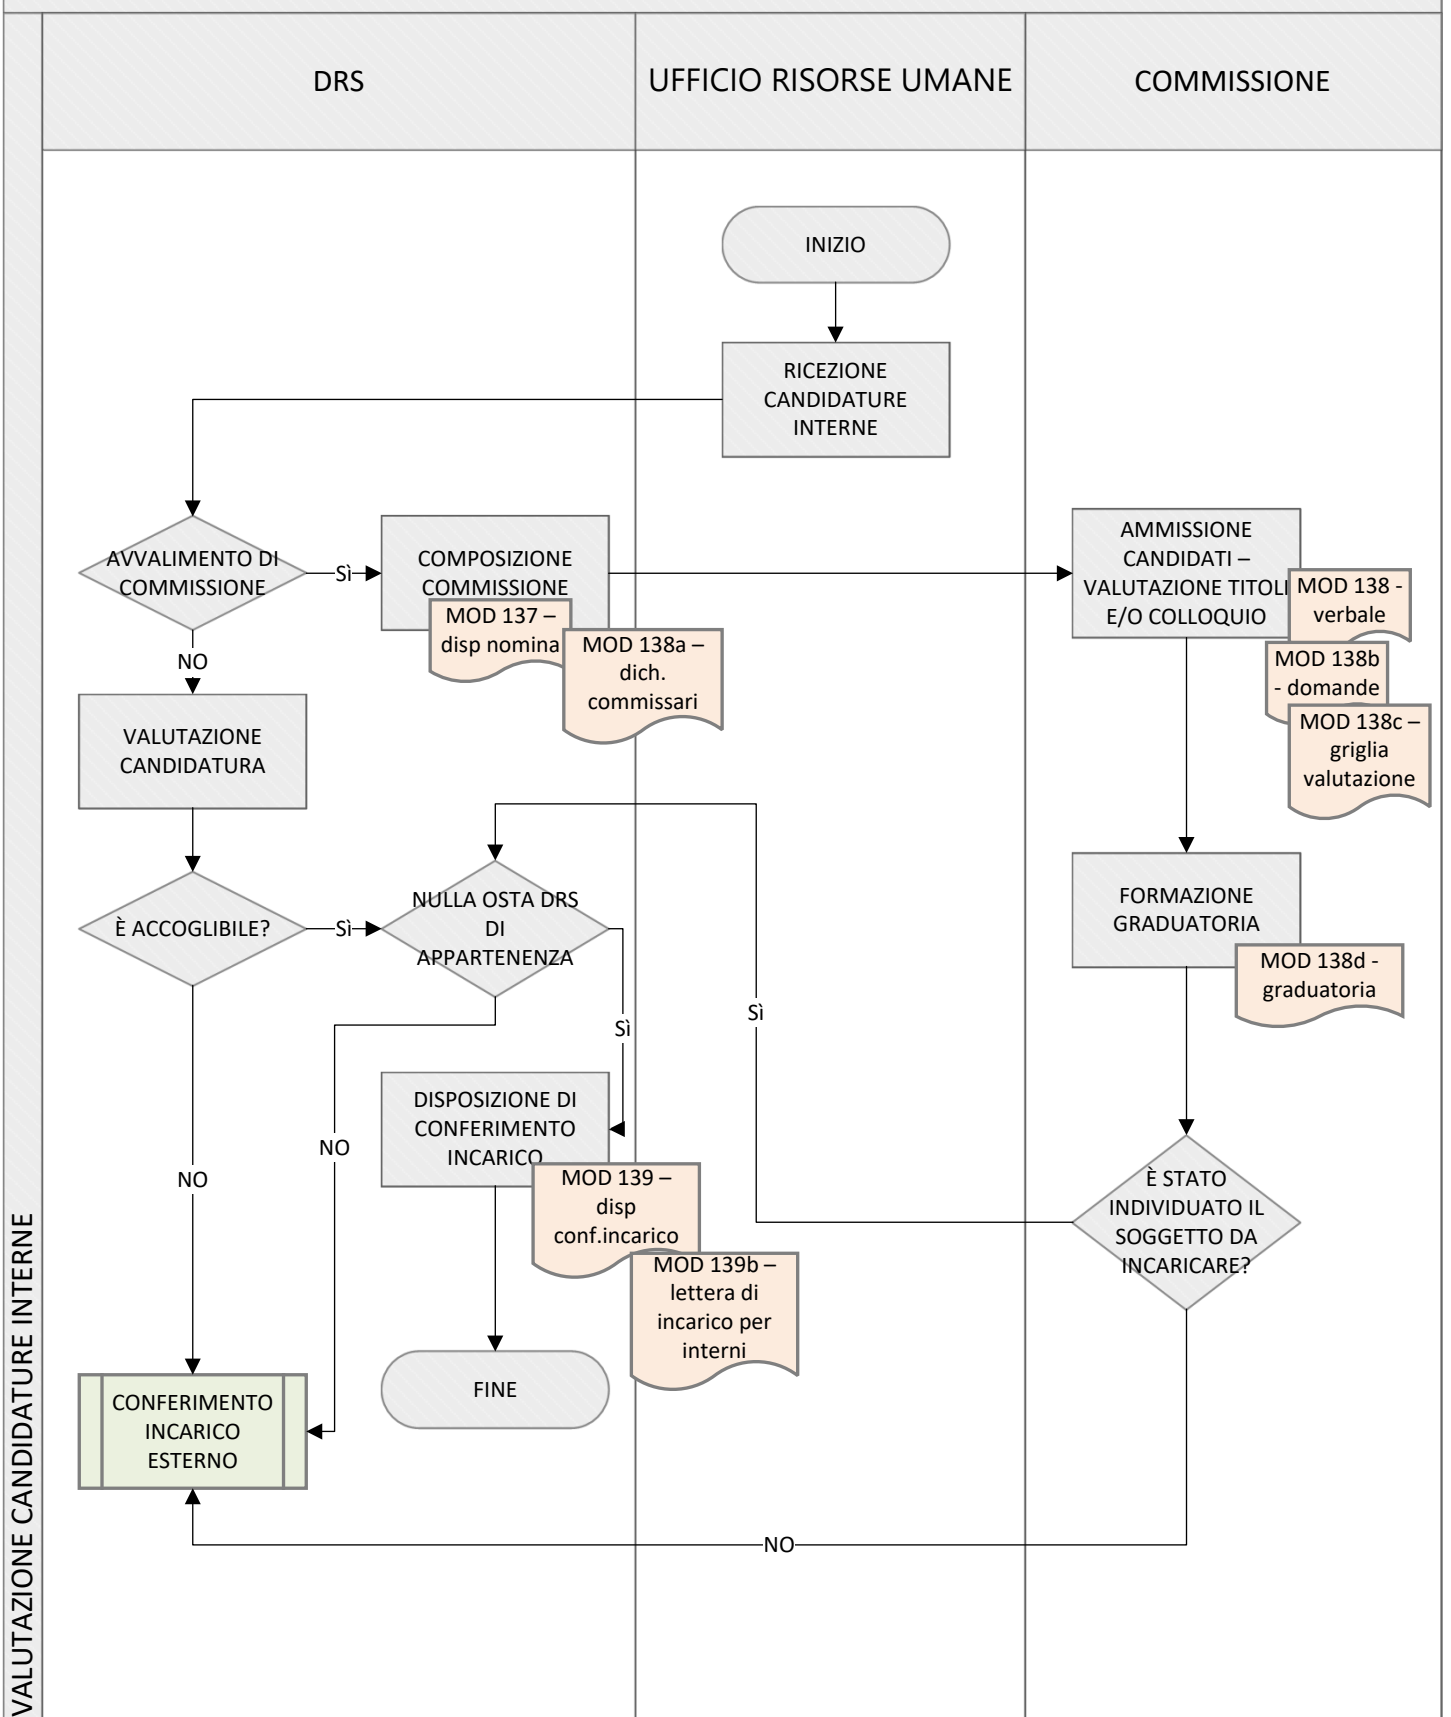 DRS
UFFICIO RISORSE UMANE
COMMISSIONE
VALUTAZIONE CANDIDATURE INTERNE
INIZIO
RICEZIONE
CANDIDATURE
INTERNE
AVVALIMENTO DI
COMMISSIONE
Sì
COMPOSIZIONE
COMMISSIONE
MOD 137 –
disp nomina
MOD 138a –
dich.
commissari
AMMISSIONE
CANDIDATI –
VALUTAZIONE TITOLI
E/O COLLOQUIO
MOD 138 -
verbale
MOD 138b
- domande
MOD 138c –
griglia
valutazione
NO
VALUTAZIONE
CANDIDATURA
È ACCOGLIBILE?
Sì
NULLA OSTA DRS
DI
APPARTENENZA
FORMAZIONE
GRADUATORIA
MOD 138d -
graduatoria
Sì
Sì
NO
NO
DISPOSIZIONE DI
CONFERIMENTO
INCARICO
MOD 139 –
disp
conf.incarico
MOD 139b –
lettera di
incarico per
interni
È STATO
INDIVIDUATO IL
SOGGETTO DA
INCARICARE?
FINE
CONFERIMENTO
INCARICO
ESTERNO
NO